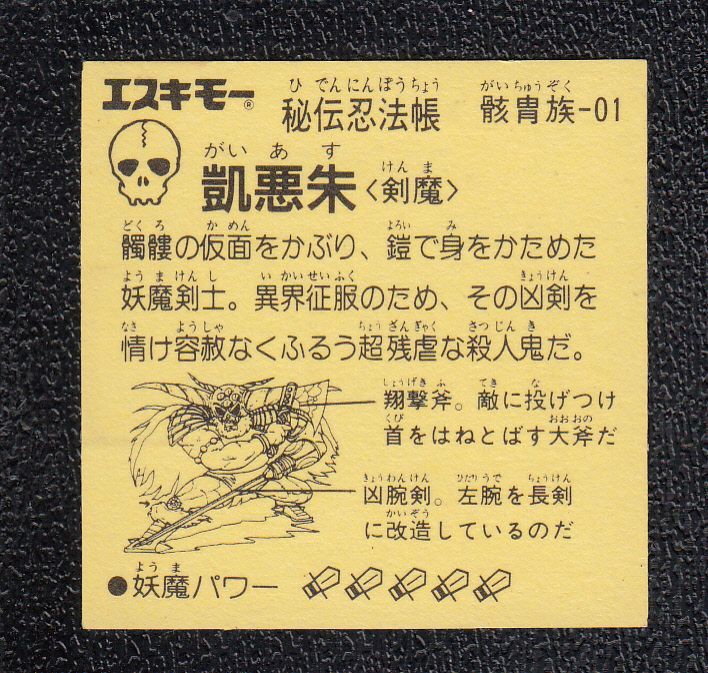 エスキモー®
ひでんにんぽうちょう
秘伝忍法帳
がいちゅうぞく
骸冑族-01
がいあす
凱悪朱
けんま
〈剣魔〉
どくろ かめん よろい み
髑髏の仮面をかぶり、鎧で身をかためた
ようまけんし いかいせいふく きょうけん
妖魔剣士。異界征服のため、その凶剣を
なさ ようしゃ ちょうざんぎゃく さつじんき
情け容赦なくふるう超残虐な殺人鬼だ。
しょうげきふ てき な
翔撃斧。敵に投げつけ
くび おおおの
首をはねとばす大斧だ
きょうわんけん ひだりうで ちょうけん
凶腕剣。左腕を長剣
かいぞう
に改造しているのだ
ようま
●妖魔パワー